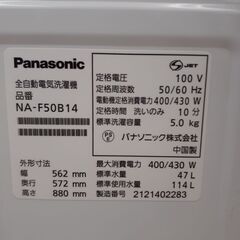 Panasonic
JET
全自動電気洗濯機
品番
NA-F50B14
定格電圧 100 V
定格周波数 50/60 Hz
電動機定格消費電力 400/430 W
定格時間(洗い のみ) 10 分
標準洗濯容量 5.0 kg
パナソニック株式会社
中国製
外形寸法
幅 562 mm
奥行 572 mm
高さ 880 mm
最大消費電力 400/430 W
標準水量 47 L
標準使用水量 114 L
製造番号 2121402283